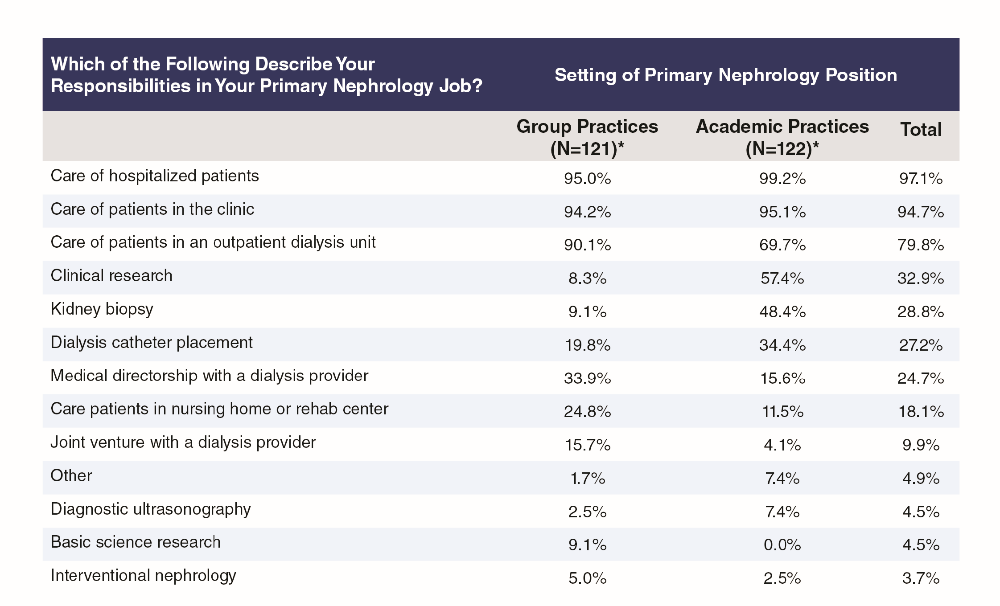 Which of the Following Describe Your
Responsibilities in Your Primary Nephrology Job?
Setting of Primary Nephrology Position
Group Practices
(N=121)*
Academic Practices
(N=122)*
Total
Care of hospitalized patients 95.0% 99.2% 97.1%
Care of patients in the clinic 94.2% 95.1% 94.7%
Care of patients in an outpatient dialysis unit 90.1% 69.7% 79.8%
Clinical research 8.3% 57.4% 32.9%
Kidney biopsy 9.1% 48.4% 28.8%
Dialysis catheter placement 19.8% 34.4% 27.2%
Medical directorship with a dialysis provider 33.9% 15.6% 24.7%
Care patients in nursing home or rehab center 24.8% 11.5% 18.1%
Joint venture with a dialysis provider 15.7% 4.1% 9.9%
Other 1.7% 7.4% 4.9%
Diagnostic ultrasonography 2.5% 7.4% 4.5%
Basic science research 9.1% 0.0% 4.5%
Interventional nephrology 5.0% 2.5% 3.7%